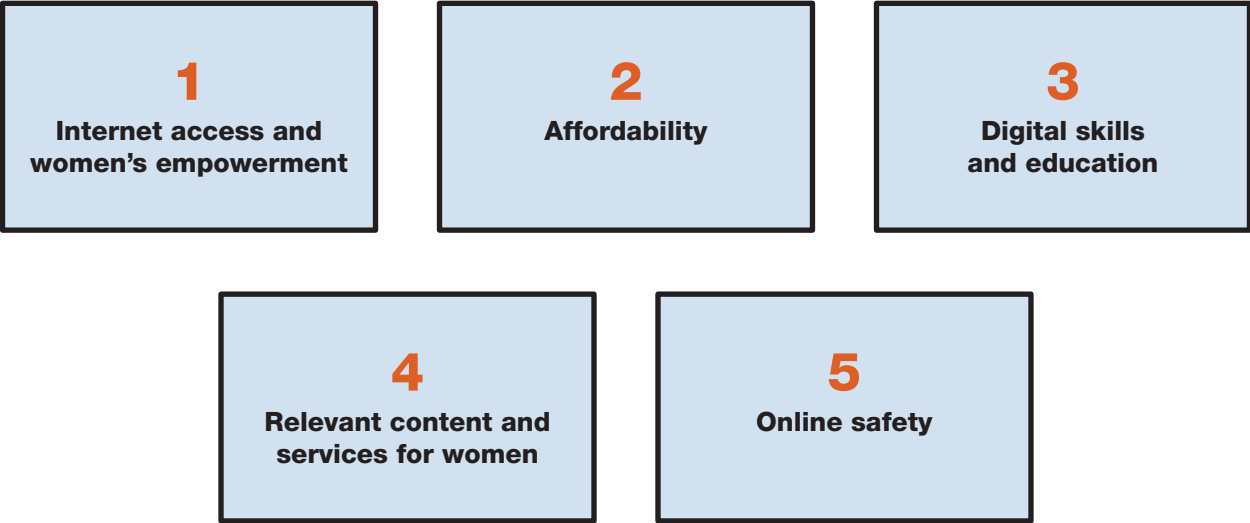 1
Internet access and
women’s empowerment
2
Affordability
3
Digital skills
and education
4
Relevant content and
services for women
5
Online safety